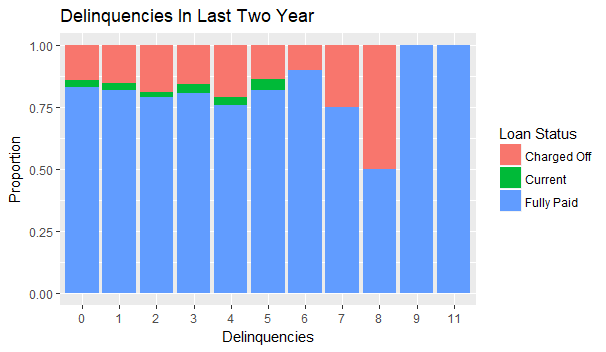 Delinquencies In Last Two Year
1.00
0.75
0.50
0.25
0.00
Proportion
0 1 2 3 4 5 6 7 8 9 11
Delinquencies
Loan Status
Charged Off
Current
Fully Paid